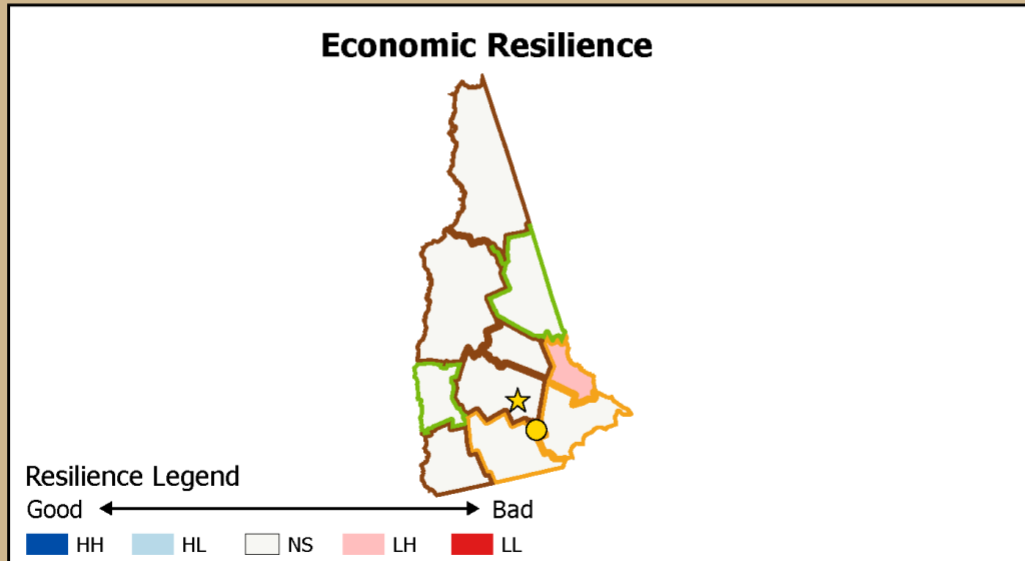 Economic Resilience
Resilience Legend
Good Bad
HH HL NS LH LL